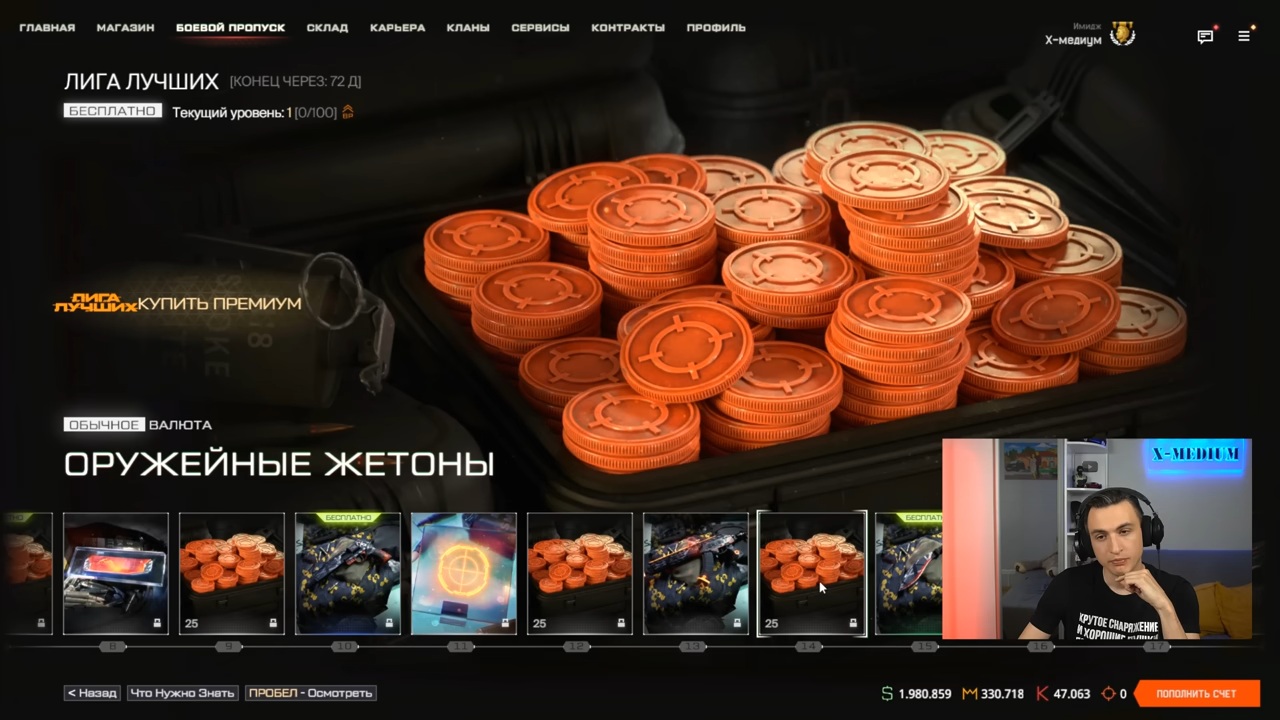 ГЛАВНАЯ МАГАЗИН БОЕВОЙ ПРОПУСК СКЛАД КАРЬЕРА КЛАНЫ СЕРВИСЫ КОНТРАКТЫ ПРОФИЛЬ
Имидж
Х-медиум
ЛИГА ЛУЧШИХ [КОНЕЦ ЧЕРЕЗ: 72 Д]
БЕСПЛАТНО Текущий уровень: 1 [0/100]
ЛИГА ЛУЧШИХ КУПИТЬ ПРЕМИУМ
ОБЫЧНОЕ ВАЛЮТА
ОРУЖЕЙНЫЕ ЖЕТОНЫ
X-MEDIUM
БЕСПЛАТНО
25 25 25
КРУТОЕ СНАРЯЖЕНИЕ
И ХОРОШИЕ
8 9 10 11 12 13 14 15 16 17
< Назад Что Нужно Знать ПРОБЕЛ - Осмотреть
1.980.859 330.718 47.063 0 ПОПОЛНИТЬ СЧЕТ